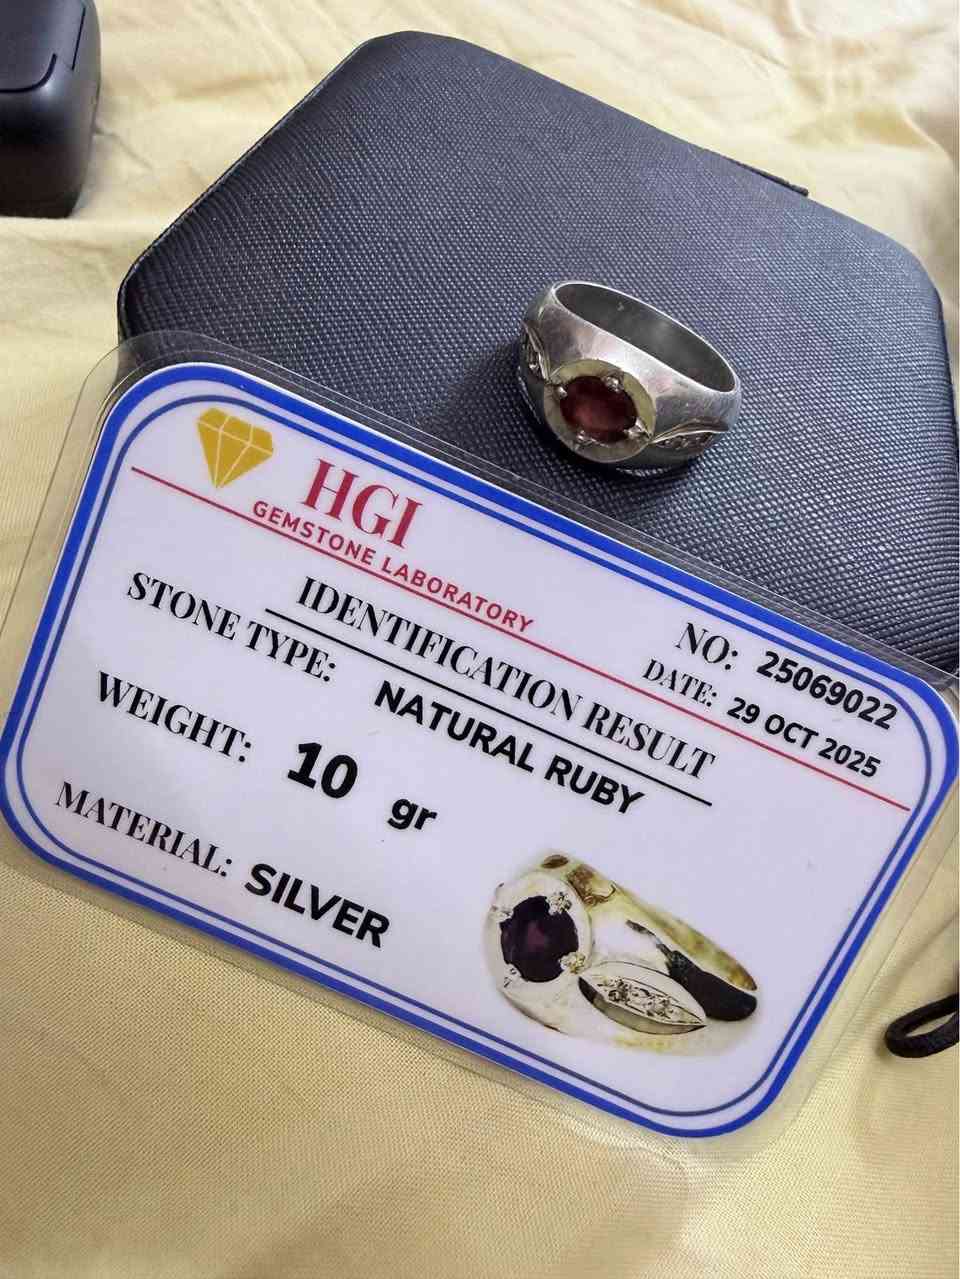 HGI
GEMSTONE LABORATORY
NO: 25069022
DATE: 29 OCT 2025
IDENTIFICATION RESULT
STONE TYPE: NATURAL RUBY
WEIGHT: 10 gr
MATERIAL: SILVER